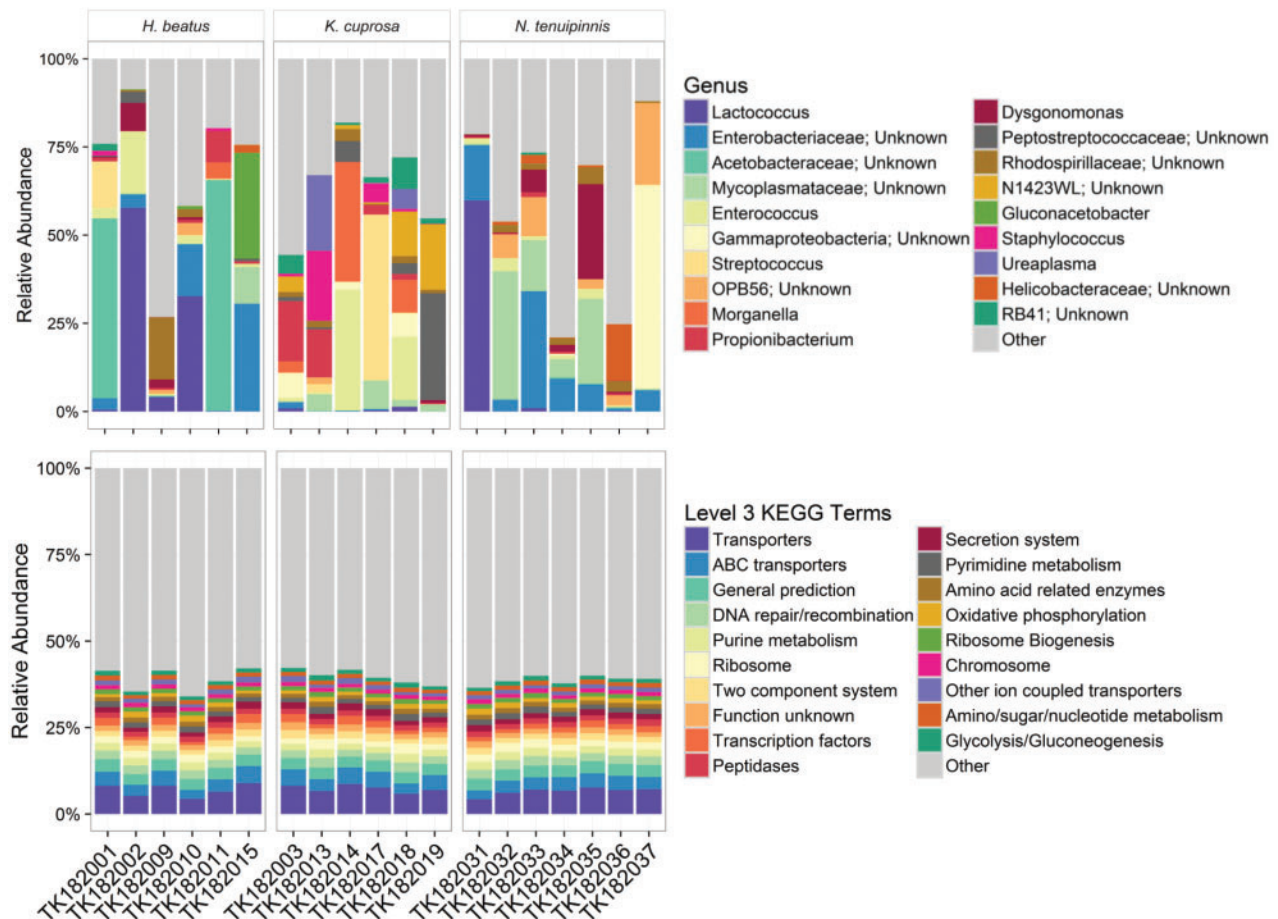 H. beatus
K. cuprosa
N. tenuipinnis
Relative Abundance
100%
75%
50%
25%
0%
Genus
Lactococcus
Enterobacteriaceae; Unknown
Acetobacteraceae; Unknown
Mycoplasmataceae; Unknown
Enterococcus
Gammaproteobacteria; Unknown
Streptococcus
OPB56; Unknown
Morganella
Propionibacterium
Dysgonomonas
Peptostreptococcaceae; Unknown
Rhodospirillaceae; Unknown
N1423WL; Unknown
Gluconacetobacter
Staphylococcus
Ureaplasma
Helicobacteraceae; Unknown
RB41; Unknown
Other
Relative Abundance
100%
75%
50%
25%
0%
Level 3 KEGG Terms
Transporters
ABC transporters
General prediction
DNA repair/recombination
Purine metabolism
Ribosome
Two component system
Function unknown
Transcription factors
Peptidases
Secretion system
Pyrimidine metabolism
Amino acid related enzymes
Oxidative phosphorylation
Ribosome Biogenesis
Chromosome
Other ion coupled transporters
Amino/sugar/nucleotide metabolism
Glycolysis/Gluconeogenesis
Other
TK182001
TK182002
TK182009
TK182010
TK182011
TK182015
TK182003
TK182013
TK182014
TK182017
TK182018
TK182019
TK182031
TK182032
TK182033
TK182034
TK182035
TK182036
TK182037